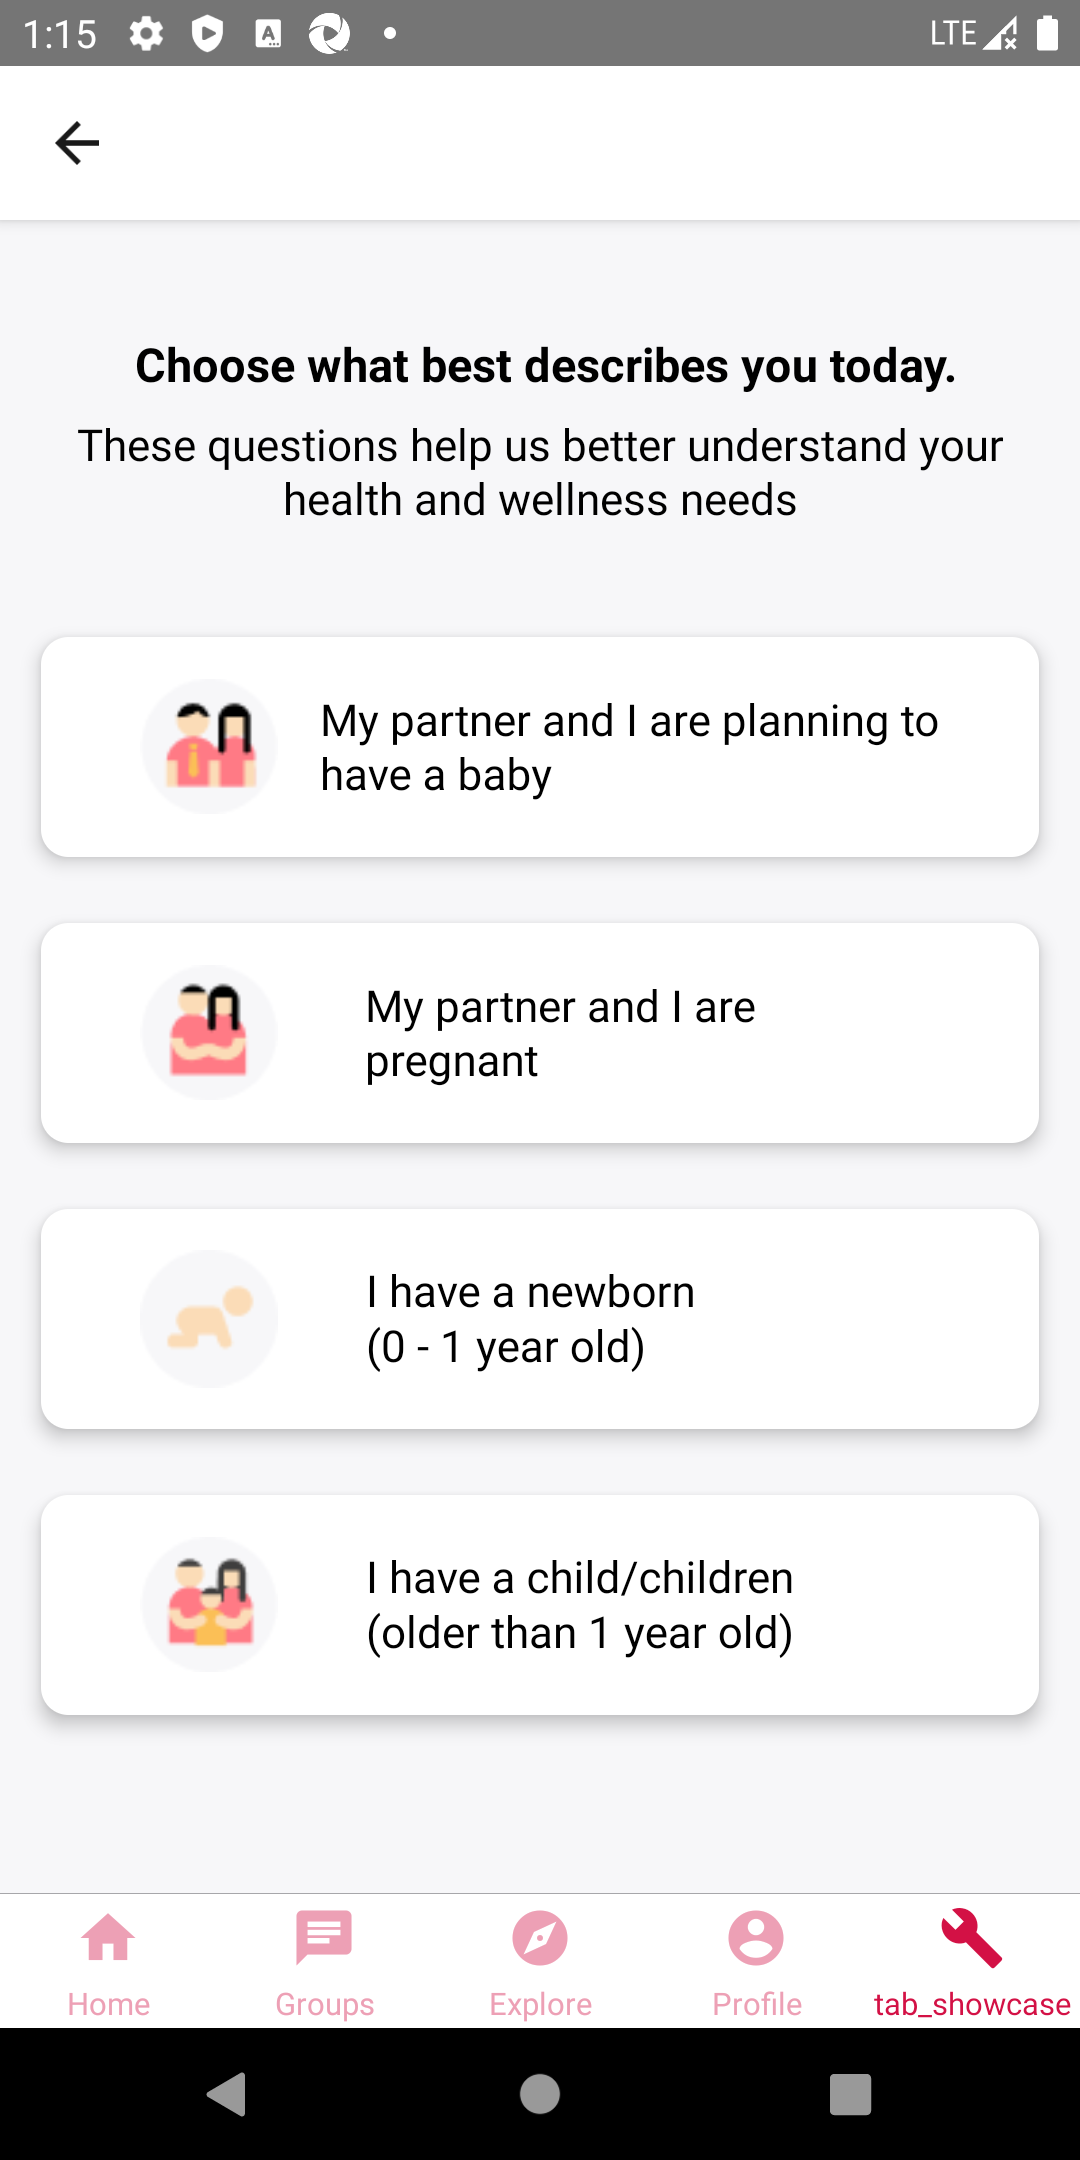 1:15
LTE
Choose what best describes you today.
These questions help us better understand your
health and wellness needs
My partner and I are planning to
have a baby
My partner and I are
pregnant
I have a newborn
(0 - 1 year old)
I have a child/children
(older than 1 year old)
Home Groups Explore Profile tab_showcase